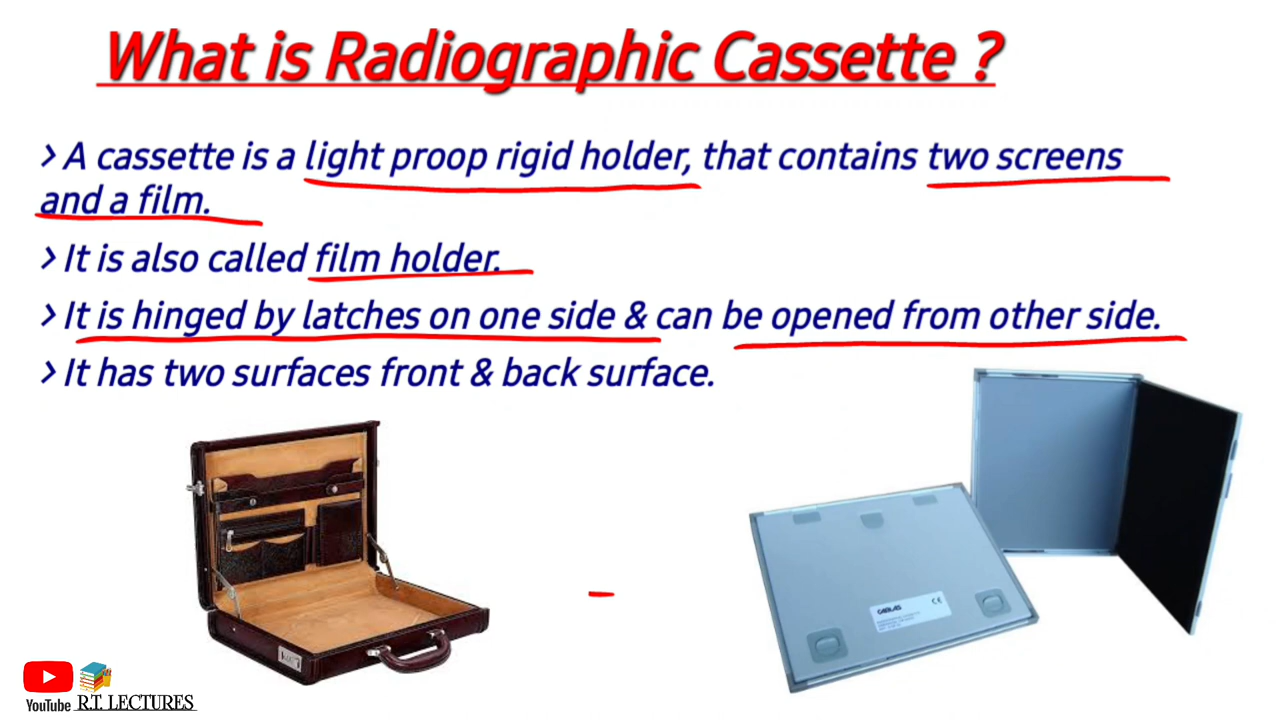 What is Radiographic Cassette ?
› A cassette is a light proop rigid holder, that contains two screens
and a film.
› It is also called film holder.
› It is hinged by latches on one side & can be opened from other side.
› It has two surfaces front & back surface.
CE
YouTube R.T. LECTURES